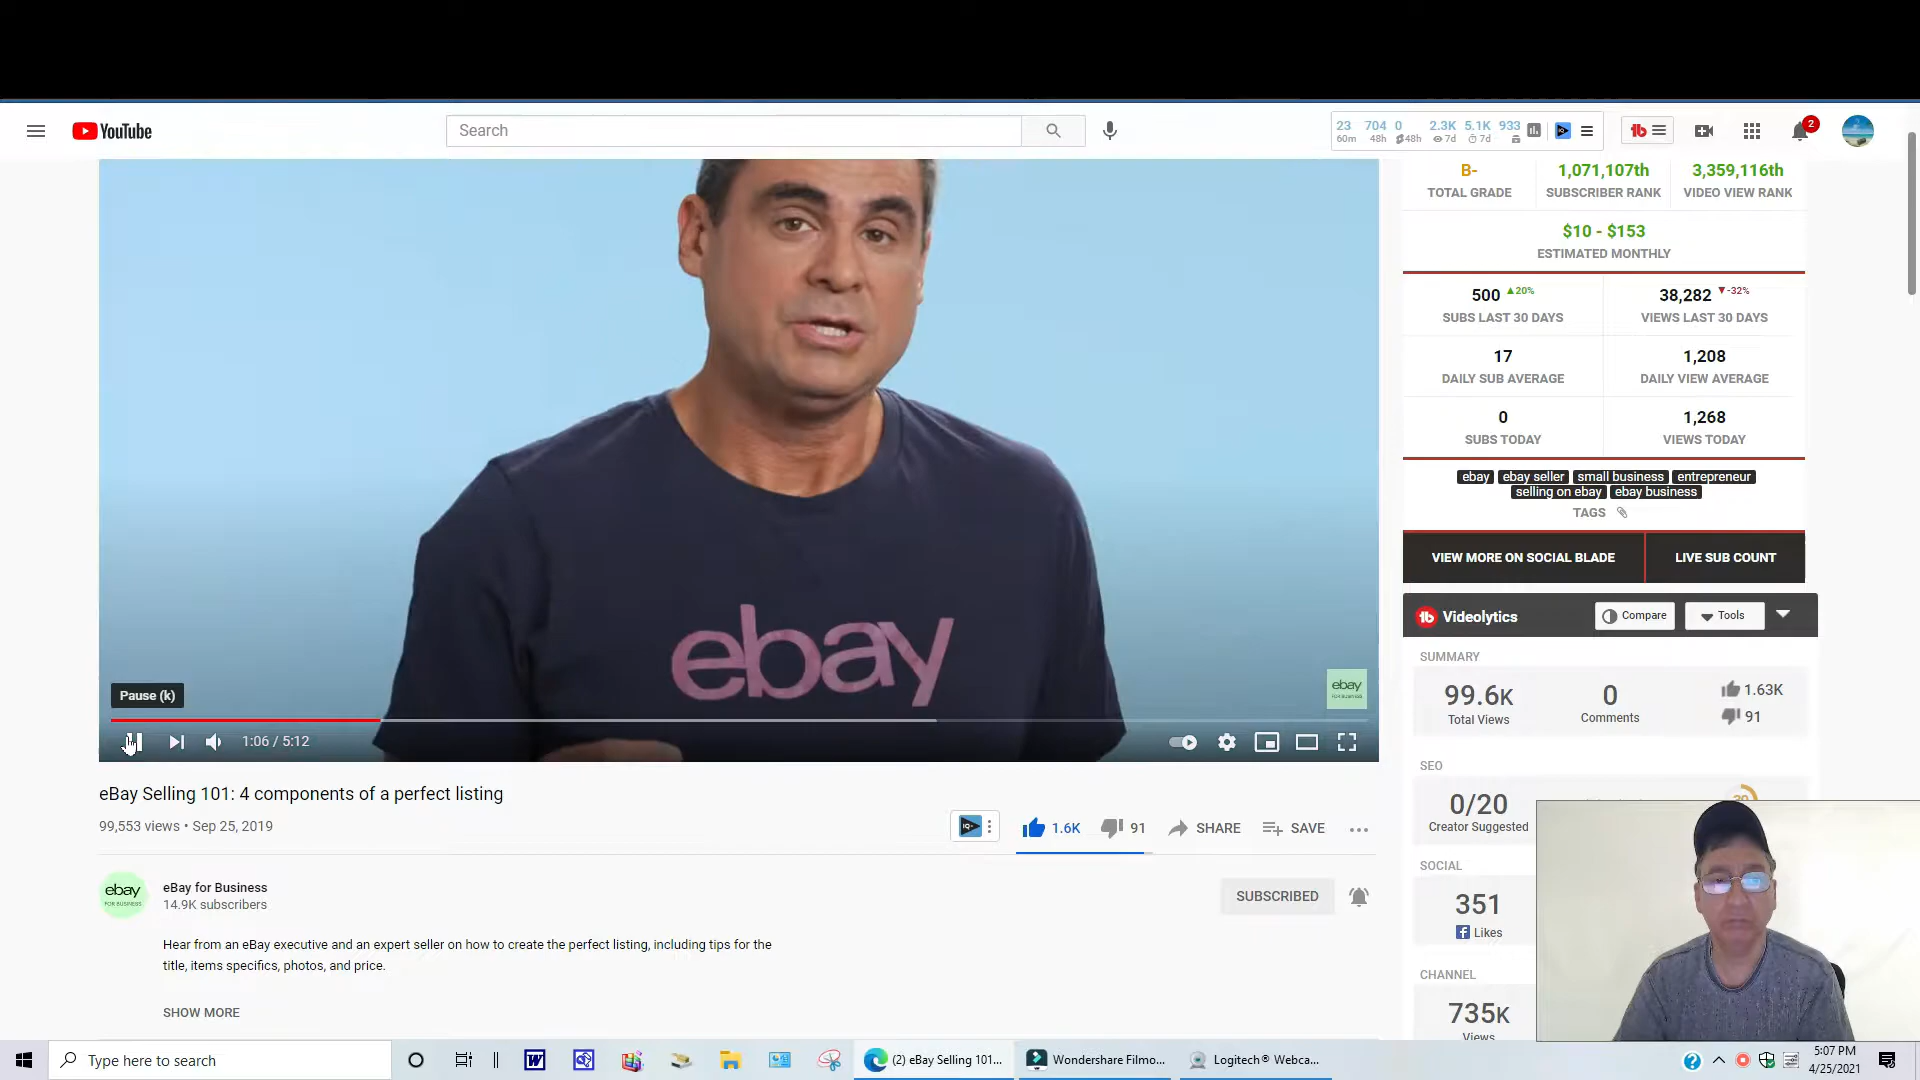 YouTube
Search
23 704 0 2.3K 5.1K 933
60m 48h 48h 7d 7d
2
B- 1,071,107th 3,359,116th
TOTAL GRADE SUBSCRIBER RANK VIDEO VIEW RANK
$10 - $153
ESTIMATED MONTHLY
500 ▲20% 38,282 ▼-32%
SUBS LAST 30 DAYS VIEWS LAST 30 DAYS
17 1,208
DAILY SUB AVERAGE DAILY VIEW AVERAGE
0 1,268
SUBS TODAY VIEWS TODAY
ebay ebay seller small business entrepreneur
selling on ebay ebay business
TAGS
VIEW MORE ON SOCIAL BLADE LIVE SUB COUNT
tb Videolytics Compare Tools
SUMMARY
99.6K 0 1.63K
Total Views Comments 91
SEO
0/20
Creator Suggested
SOCIAL
351
Likes
CHANNEL
735K
Views
ebay
ebay
FOR BUSINESS
Pause (k)
1:06 / 5:12
eBay Selling 101: 4 components of a perfect listing
99,553 views • Sep 25, 2019
1.6K 91 SHARE SAVE
ebay
FOR BUSINESS
eBay for Business
14.9K subscribers
SUBSCRIBED
Hear from an eBay executive and an expert seller on how to create the perfect listing, including tips for the
title, items specifics, photos, and price.
SHOW MORE
Type here to search
W
(2) eBay Selling 101...
Wondershare Filmo...
Logitech® Webca...
5:07 PM
4/25/2021